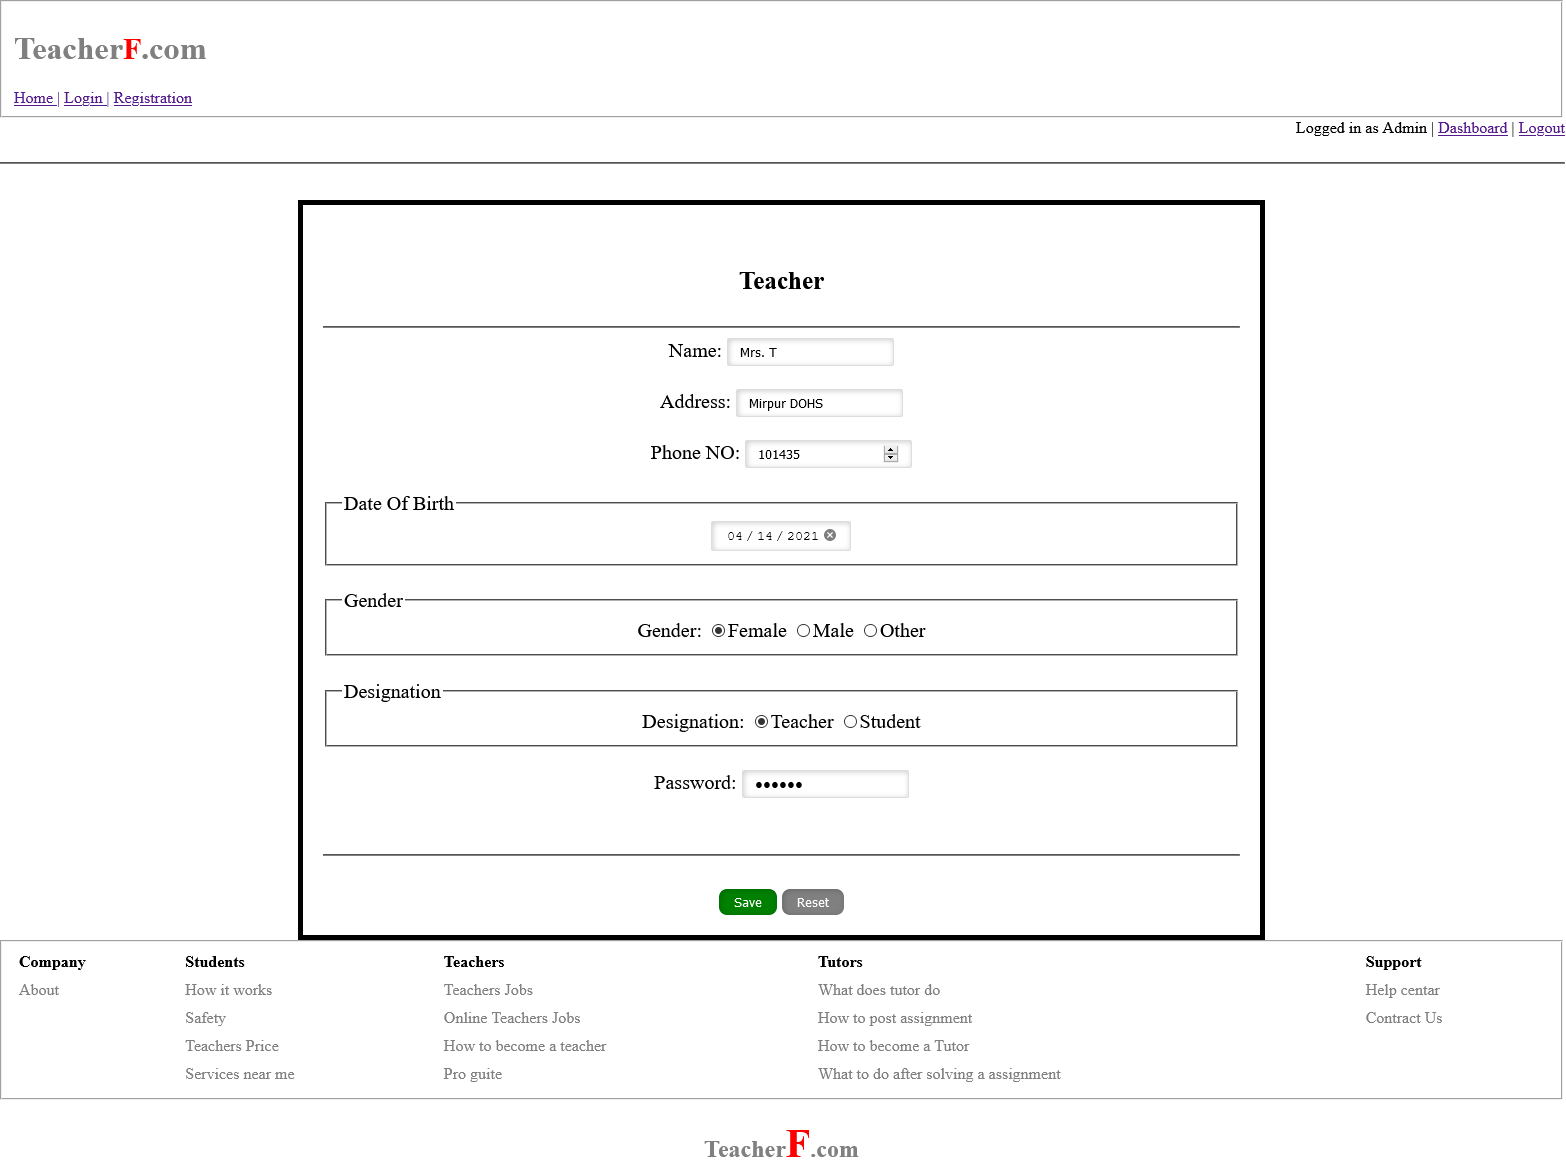 TeacherF.com
Home | Login | Registration
Logged in as Admin | Dashboard | Logout
Teacher
Name: Mrs. T
Address: Mirpur DOHS
Phone NO: 101435
Date Of Birth
04 / 14 / 2021
Gender
Gender: Female Male Other
Designation
Designation: Teacher Student
Password: ••••••
Save Reset
Company Students Teachers Tutors Support
About How it works Teachers Jobs What does tutor do Help centar
Safety Online Teachers Jobs How to post assignment Contract Us
Teachers Price How to become a teacher How to become a Tutor
Services near me Pro guite What to do after solving a assignment
TeacherF.com